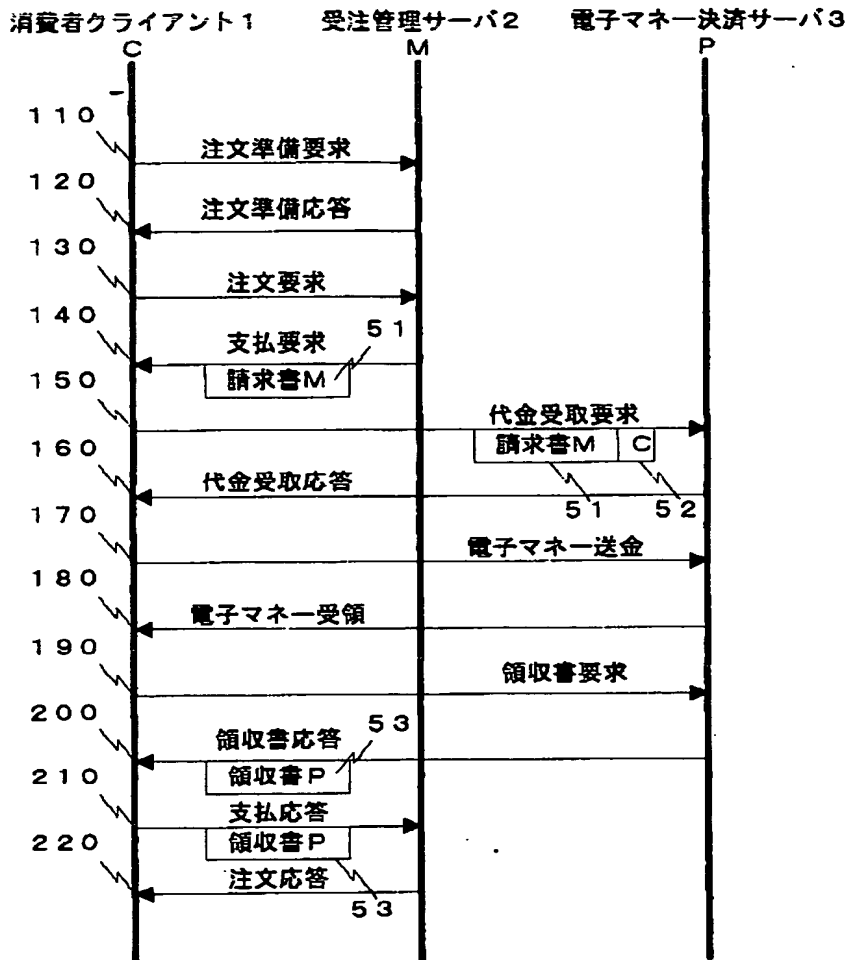 消費者クライアント1 受注管理サーバ2 電子マネー決済サーバ3
C M P
110
注文準備要求
120
注文準備応答
130
注文要求
140
支払要求 51
150
請求書M
代金受取要求
160
請求書M C
代金受取応答
51 52
170
電子マネー送金
180
電子マネー受領
190
領収書要求
200
領収書応答 53
210
領収書P
支払応答
220
領収書P
注文応答
53